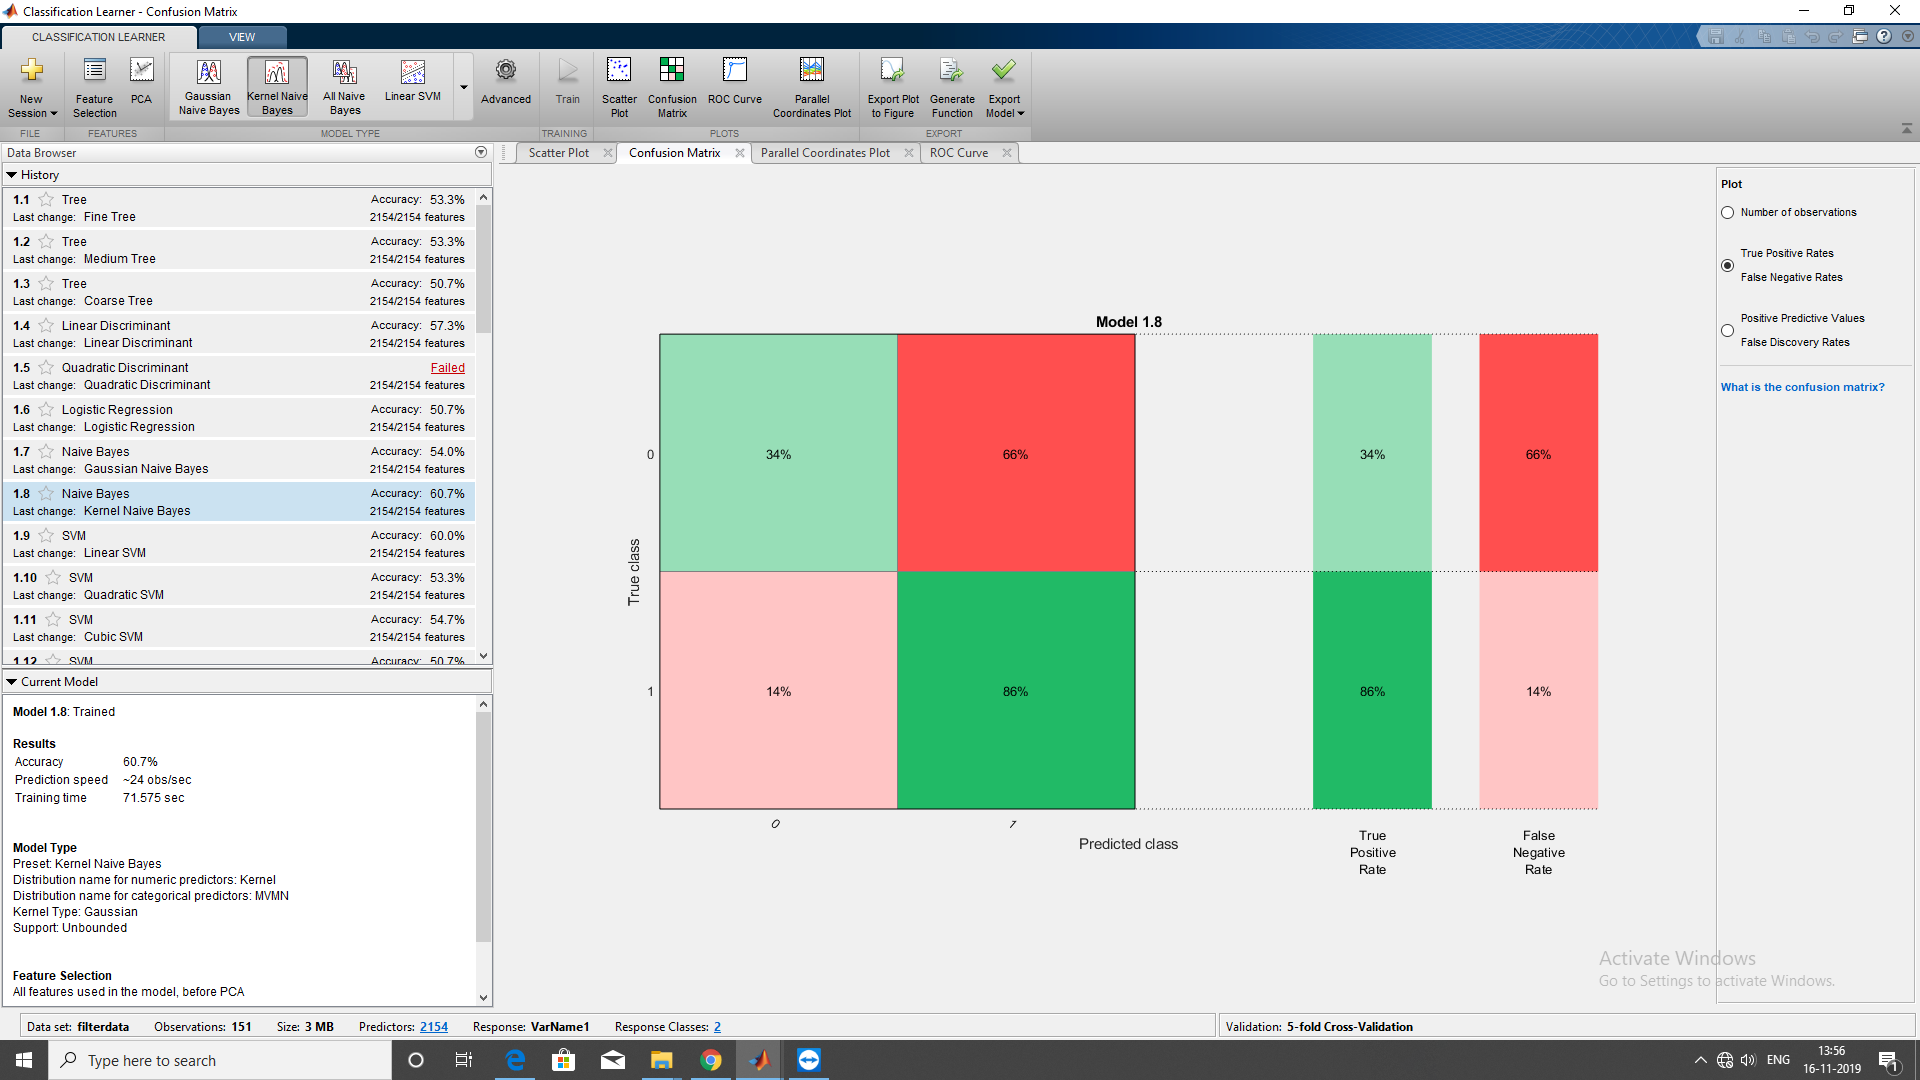 Classification Learner - Confusion Matrix
CLASSIFICATION LEARNER
VIEW
New Session
Feature Selection
PCA
Gaussian Naive Bayes
Kernel Naive Bayes
All Naive Bayes
Linear SVM
Advanced
Train
Scatter Plot
Confusion Matrix
ROC Curve
Parallel Coordinates Plot
Export Plot to Figure
Generate Function
Export Model
FILE
FEATURES
MODEL TYPE
TRAINING
PLOTS
EXPORT
Data Browser
Scatter Plot
Confusion Matrix
Parallel Coordinates Plot
ROC Curve
History
1.1 Tree Accuracy: 53.3%
Last change: Fine Tree 2154/2154 features
1.2 Tree Accuracy: 53.3%
Last change: Medium Tree 2154/2154 features
1.3 Tree Accuracy: 50.7%
Last change: Coarse Tree 2154/2154 features
1.4 Linear Discriminant Accuracy: 57.3%
Last change: Linear Discriminant 2154/2154 features
1.5 Quadratic Discriminant Failed
Last change: Quadratic Discriminant 2154/2154 features
1.6 Logistic Regression Accuracy: 50.7%
Last change: Logistic Regression 2154/2154 features
1.7 Naive Bayes Accuracy: 54.0%
Last change: Gaussian Naive Bayes 2154/2154 features
1.8 Naive Bayes Accuracy: 60.7%
Last change: Kernel Naive Bayes 2154/2154 features
1.9 SVM Accuracy: 60.0%
Last change: Linear SVM 2154/2154 features
1.10 SVM Accuracy: 53.3%
Last change: Quadratic SVM 2154/2154 features
1.11 SVM Accuracy: 54.7%
Last change: Cubic SVM 2154/2154 features
1.12 SVM Accuracy: 50.7%
Current Model
Model 1.8: Trained
Results
Accuracy 60.7%
Prediction speed ~24 obs/sec
Training time 71.575 sec
Model Type
Preset: Kernel Naive Bayes
Distribution name for numeric predictors: Kernel
Distribution name for categorical predictors: MVMN
Kernel Type: Gaussian
Support: Unbounded
Feature Selection
All features used in the model, before PCA
Model 1.8
0
34%
66%
34%
66%
True class
1
14%
86%
86%
14%
0
1
Predicted class
True Positive Rate
False Negative Rate
Plot
Number of observations
True Positive Rates
False Negative Rates
Positive Predictive Values
False Discovery Rates
What is the confusion matrix?
Activate Windows
Go to Settings to activate Windows.
Data set: filterdata Observations: 151 Size: 3 MB Predictors: 2154 Response: VarName1 Response Classes: 2
Validation: 5-fold Cross-Validation
Type here to search
ENG
13:56
16-11-2019
1